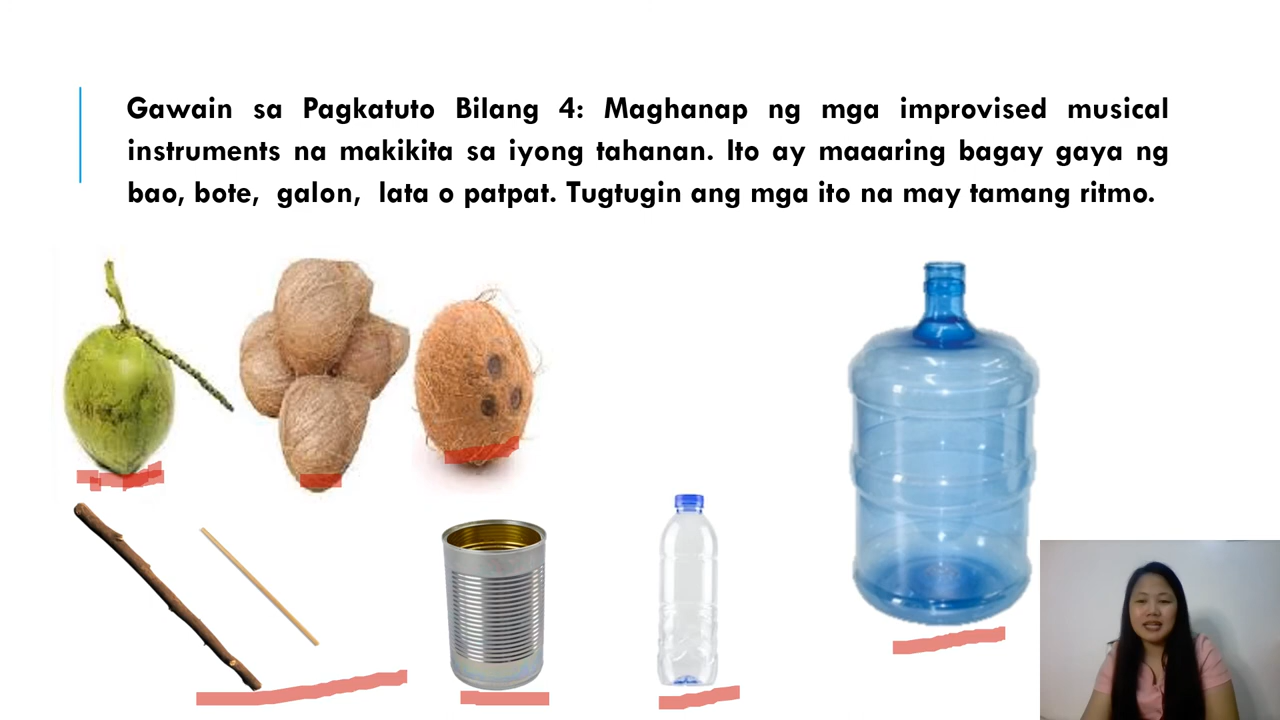 Gawain sa Pagkatuto Bilang 4: Maghanap ng mga improvised musical
instruments na makikita sa iyong tahanan. Ito ay maaaring bagay gaya ng
bao, bote, galon, lata o patpat. Tugtugin ang mga ito na may tamang ritmo.